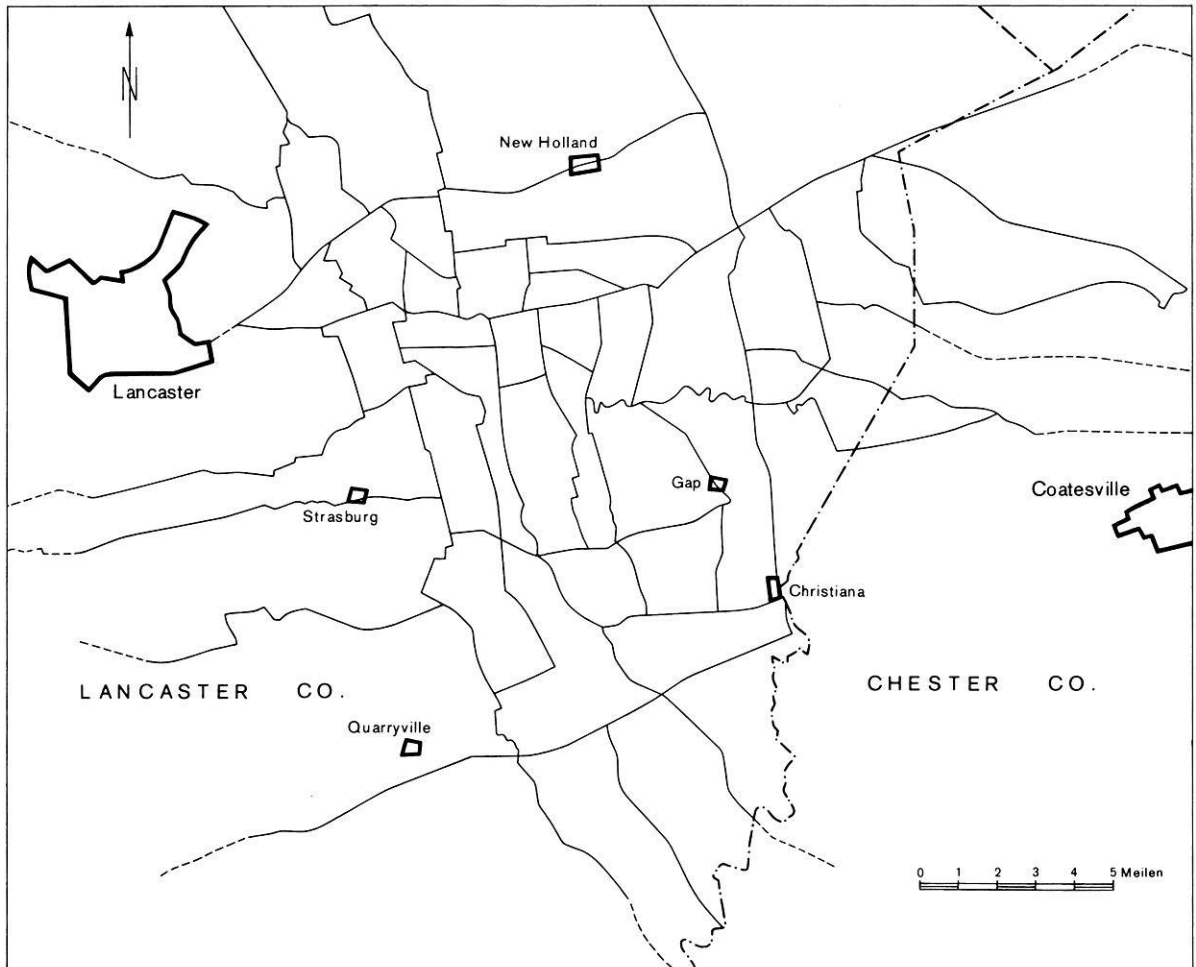 N
New Holland
Lancaster
Gap
Coatesville
Strasburg
Christiana
LANCASTER CO.
CHESTER CO.
Quarryville
0 1 2 3 4 5 Meilen